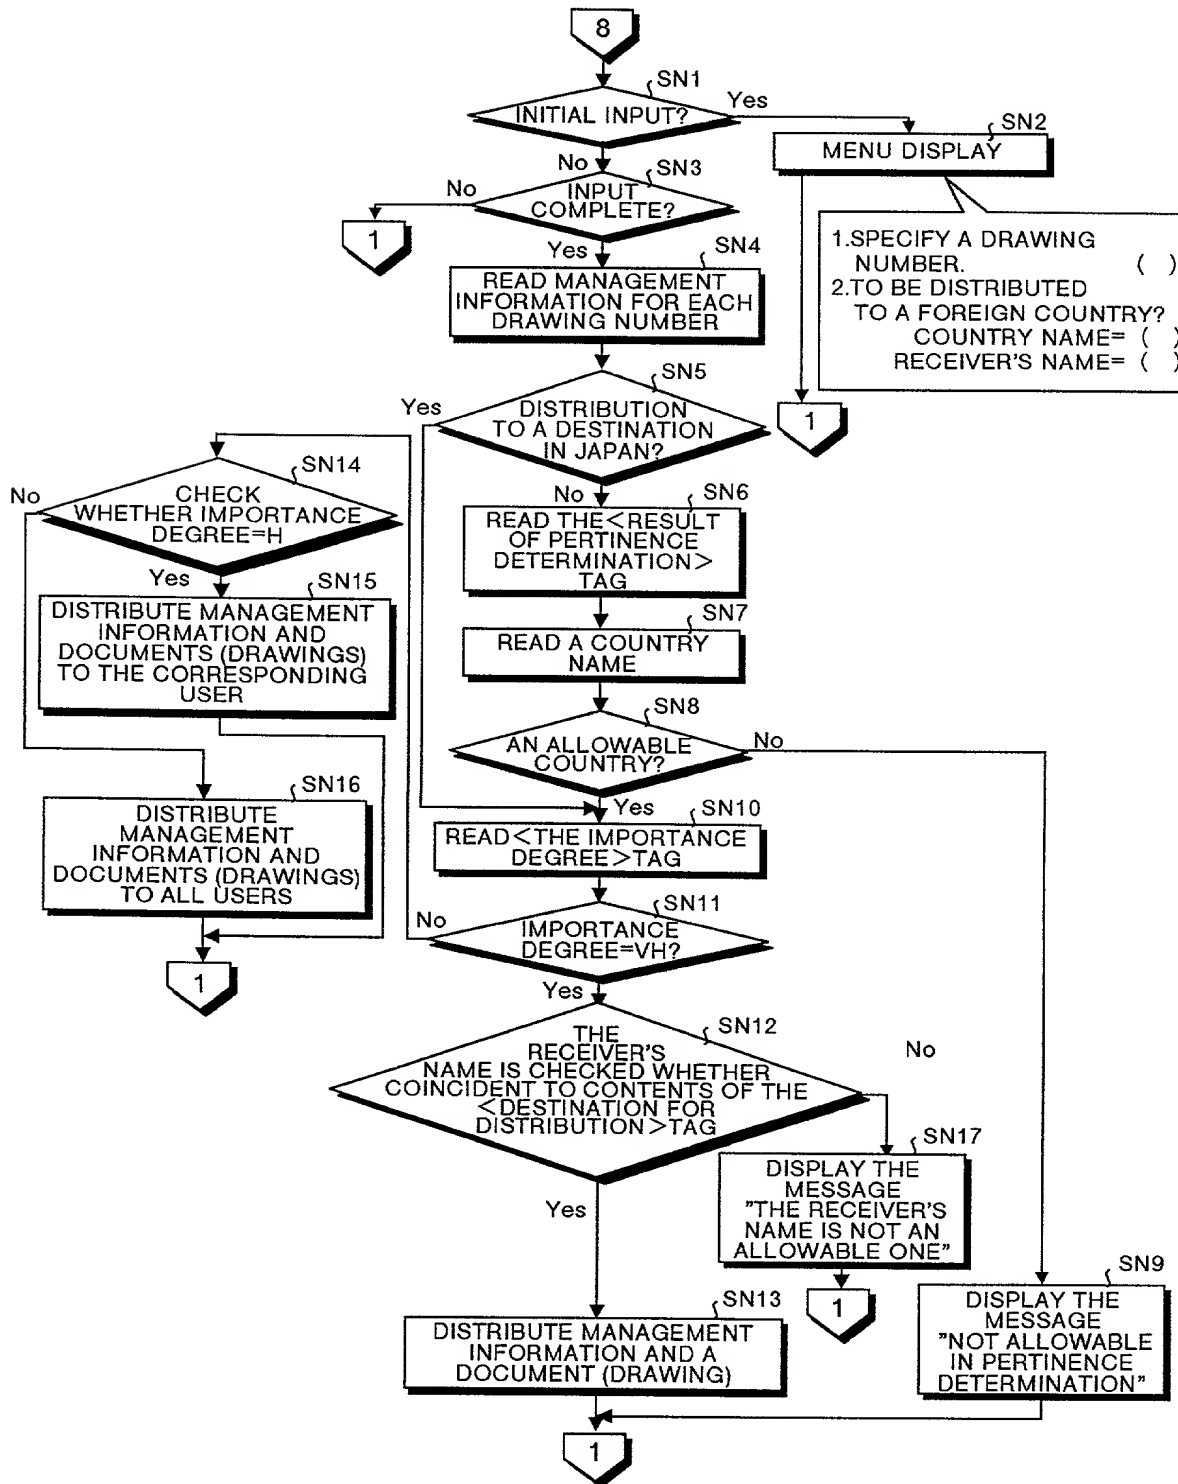 8
SN1
INITIAL INPUT?
Yes
SN2
MENU DISPLAY
No
SN3
INPUT
COMPLETE?
No
1
Yes
1.SPECIFY A DRAWING
NUMBER. ( )
2.TO BE DISTRIBUTED
TO A FOREIGN COUNTRY?
COUNTRY NAME= ( )
RECEIVER'S NAME= ( )
1
SN4
READ MANAGEMENT
INFORMATION FOR EACH
DRAWING NUMBER
SN5
DISTRIBUTION
TO A DESTINATION
IN JAPAN?
Yes
No
SN14
CHECK
WHETHER IMPORTANCE
DEGREE=H
No
Yes
SN15
DISTRIBUTE MANAGEMENT
INFORMATION AND
DOCUMENTS (DRAWINGS)
TO THE CORRESPONDING
USER
SN16
DISTRIBUTE
MANAGEMENT
INFORMATION AND
DOCUMENTS (DRAWINGS)
TO ALL USERS
1
SN6
READ THE<RESULT
OF PERTINENCE
DETERMINATION>
TAG
SN7
READ A COUNTRY
NAME
SN8
AN ALLOWABLE
COUNTRY?
No
Yes
SN10
READ<THE IMPORTANCE
DEGREE>TAG
SN11
IMPORTANCE
DEGREE=VH?
No
Yes
SN12
THE
RECEIVER'S
NAME IS CHECKED WHETHER
COINCIDENT TO CONTENTS OF THE
<DESTINATION FOR
DISTRIBUTION>TAG
No
Yes
SN17
DISPLAY THE
MESSAGE
"THE RECEIVER'S
NAME IS NOT AN
ALLOWABLE ONE"
1
SN9
DISPLAY THE
MESSAGE
"NOT ALLOWABLE
IN PERTINENCE
DETERMINATION"
SN13
DISTRIBUTE MANAGEMENT
INFORMATION AND A
DOCUMENT (DRAWING)
1